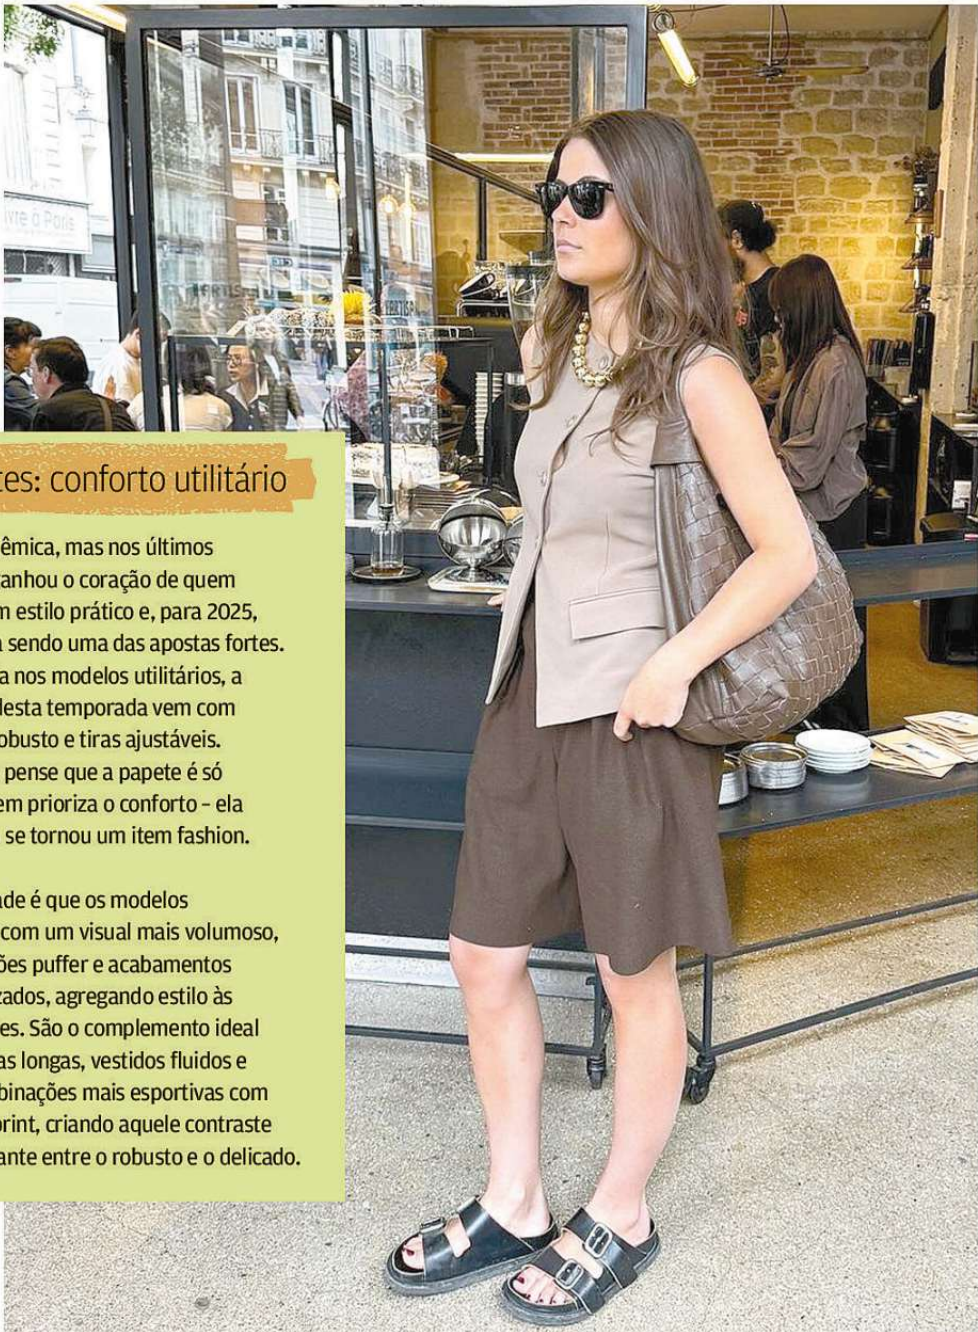 vre à Paris
tes: conforto utilitário
êmica, mas nos últimos
anhou o coração de quem
m estilo prático e, para 2025,
a sendo uma das apostas fortes.
a nos modelos utilitários, a
desta temporada vem com
obusto e tiras ajustáveis.
pense que a papete é só
em prioriza o conforto – ela
se tornou um item fashion.
ade é que os modelos
com um visual mais volumoso,
ões puffer e acabamentos
zados, agregando estilo às
es. São o complemento ideal
as longas, vestidos fluidos e
binações mais esportivas com
print, criando aquele contraste
ante entre o robusto e o delicado.